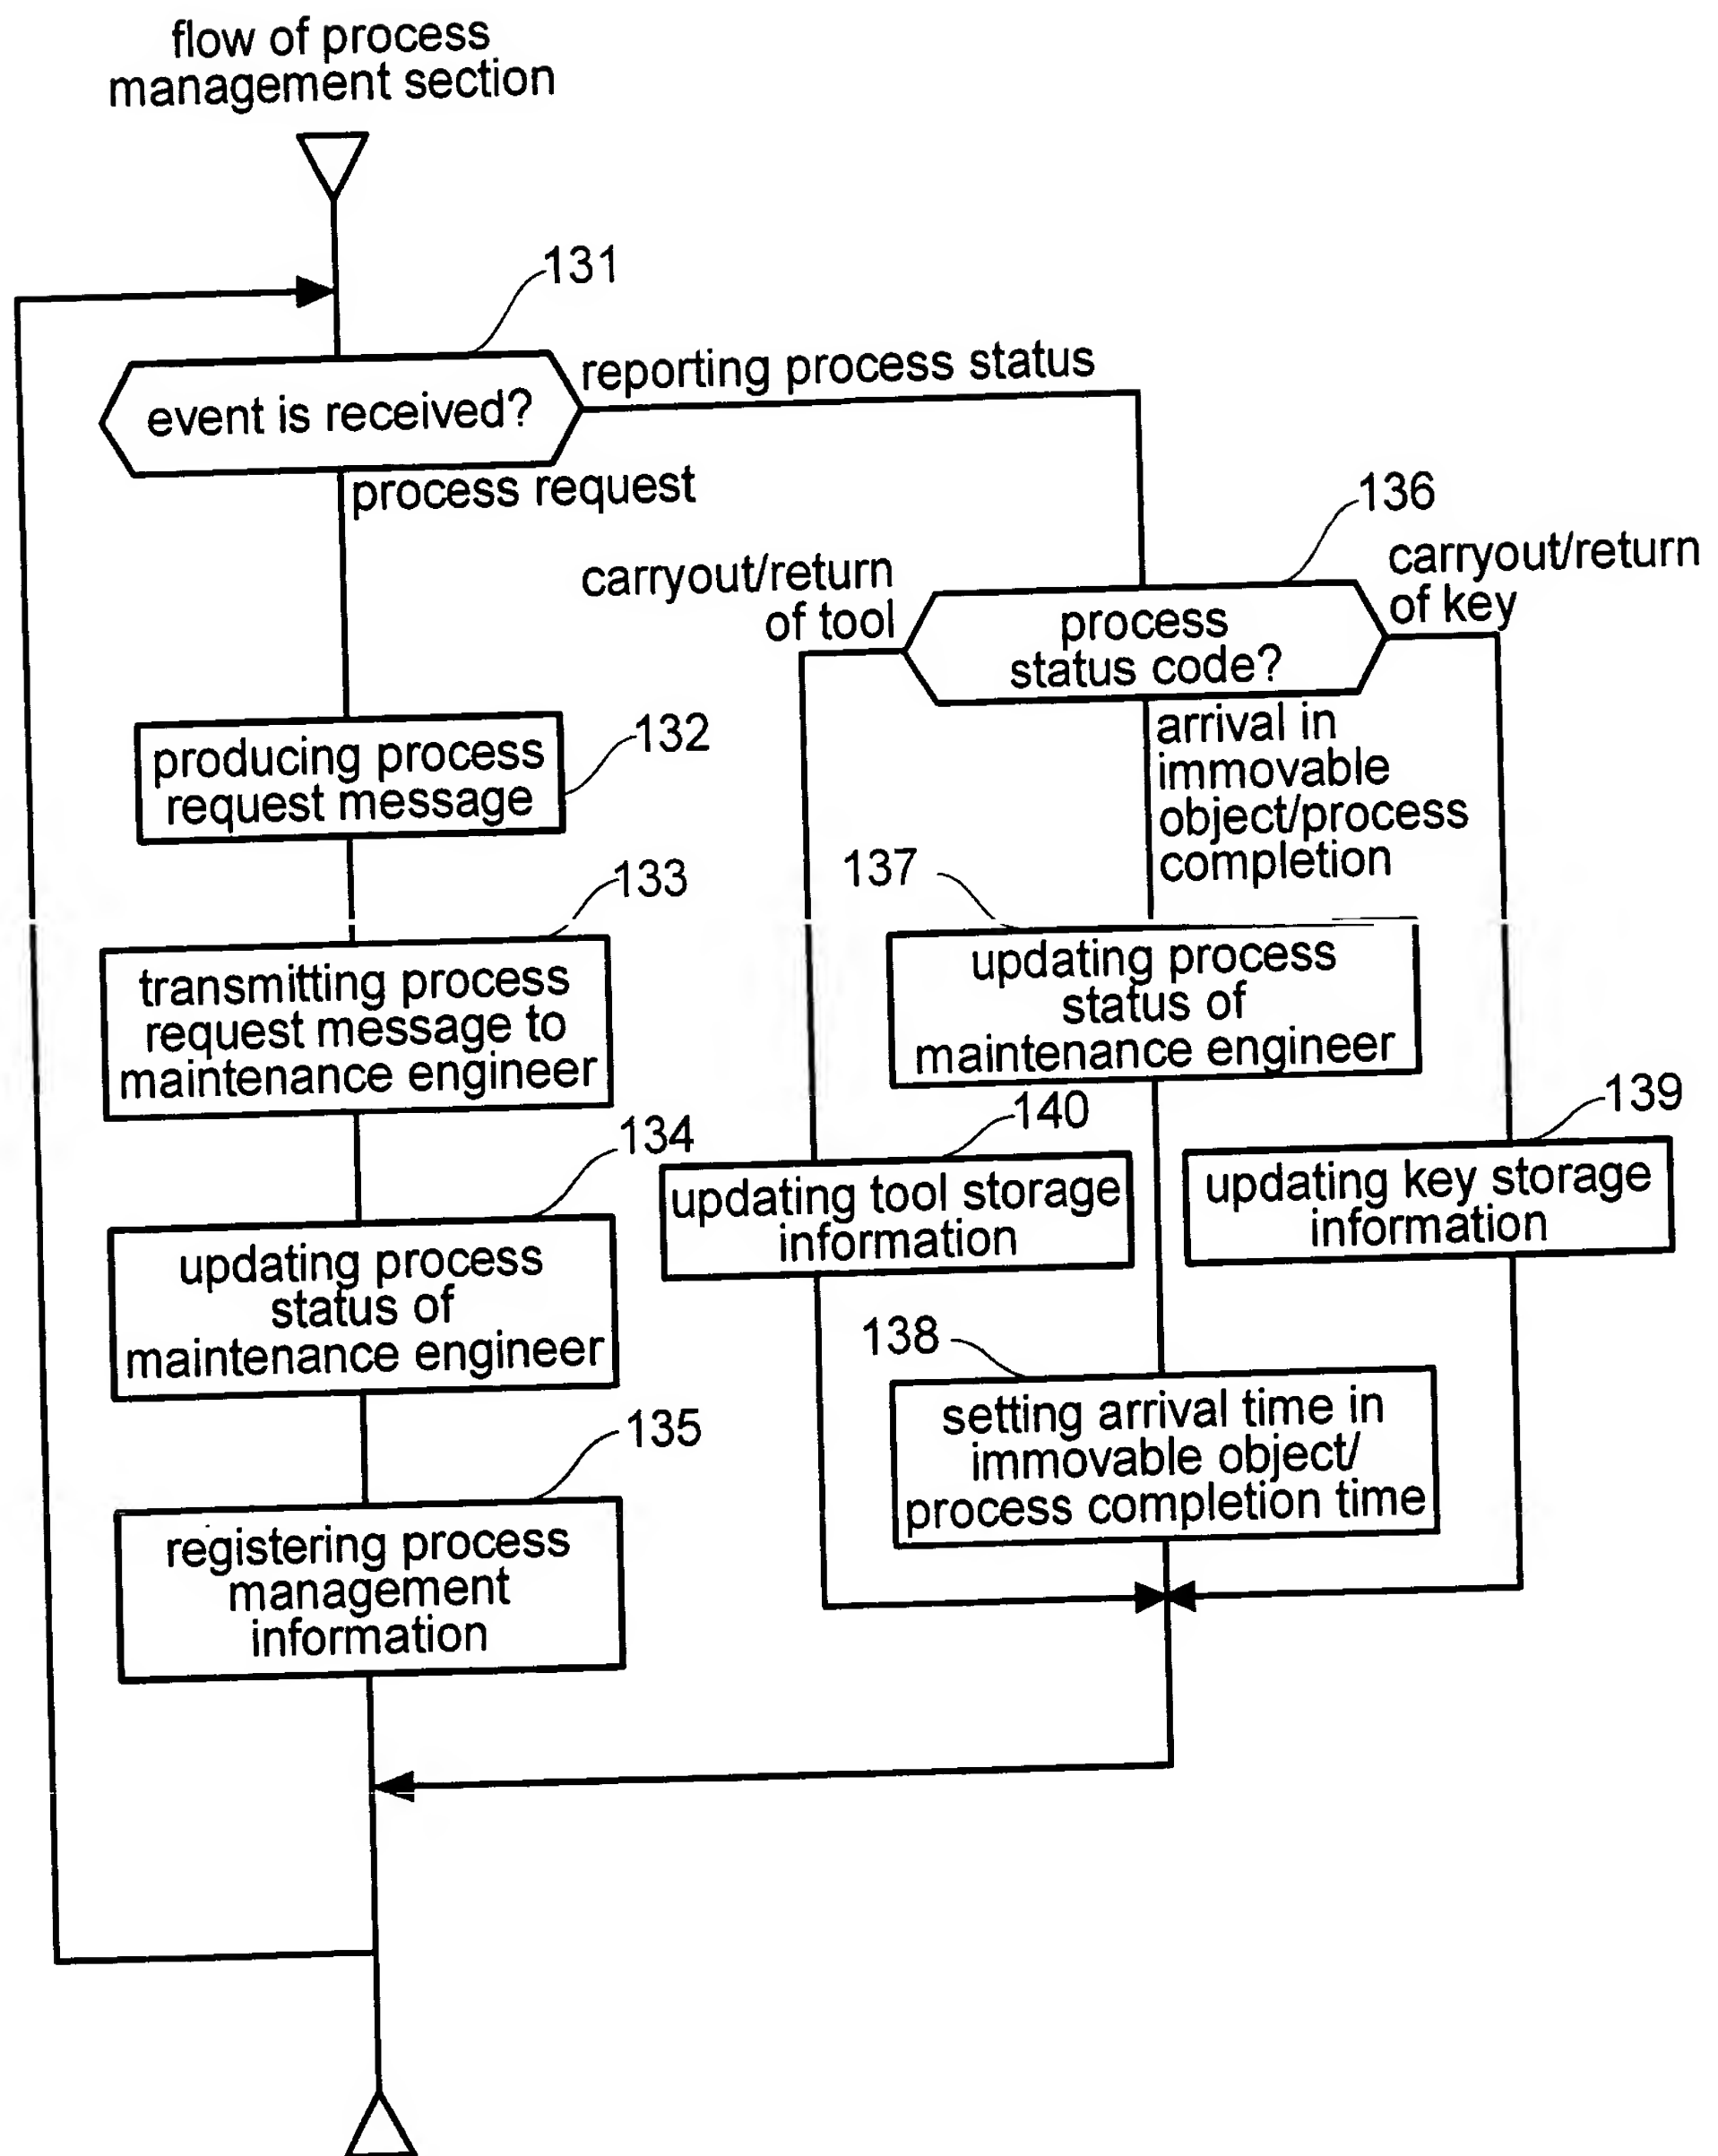 flow of process
management section
131
event is received?
reporting process status
process request
136
carryout/return
of tool
carryout/return
of key
process
status code?
arrival in
immovable
object/process
completion
132
producing process
request message
133
transmitting process
request message to
maintenance engineer
137
updating process
status of
maintenance engineer
134
updating process
status of
maintenance engineer
140
updating tool storage
information
139
updating key storage
information
138
setting arrival time in
immovable object/
process completion time
135
registering process
management
information